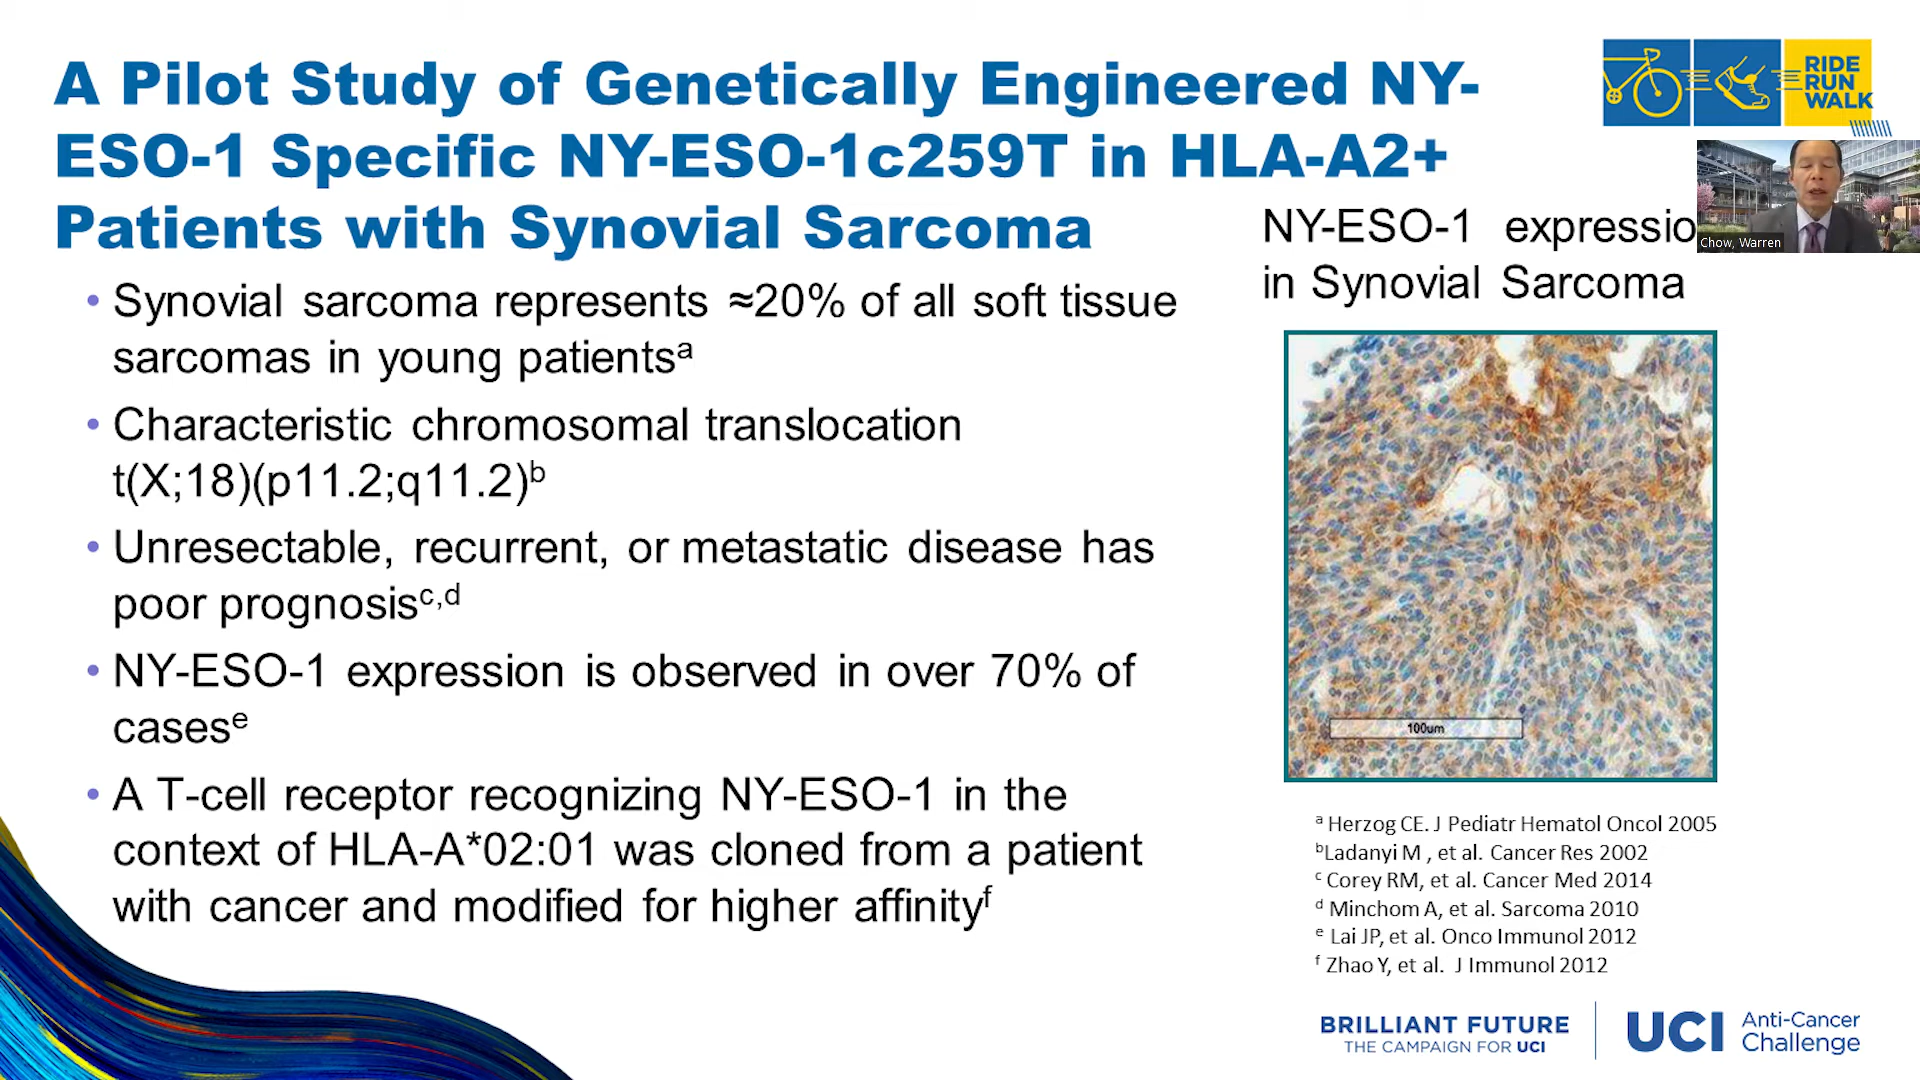 A Pilot Study of Genetically Engineered NY-
ESO-1 Specific NY-ESO-1c259T in HLA-A2+
Patients with Synovial Sarcoma
• Synovial sarcoma represents ≈20% of all soft tissue
sarcomas in young patientsᵃ
• Characteristic chromosomal translocation
t(X;18)(p11.2;q11.2)ᵇ
• Unresectable, recurrent, or metastatic disease has
poor prognosisᶜ,ᵈ
• NY-ESO-1 expression is observed in over 70% of
casesᵉ
• A T-cell receptor recognizing NY-ESO-1 in the
context of HLA-A*02:01 was cloned from a patient
with cancer and modified for higher affinityᶠ
RIDE
RUN
WALK
Chow, Warren
NY-ESO-1 expressio
in Synovial Sarcoma
100um
ᵃ Herzog CE. J Pediatr Hematol Oncol 2005
ᵇLadanyi M , et al. Cancer Res 2002
ᶜ Corey RM, et al. Cancer Med 2014
ᵈ Minchom A, et al. Sarcoma 2010
ᵉ Lai JP, et al. Onco Immunol 2012
ᶠ Zhao Y, et al. J Immunol 2012
BRILLIANT FUTURE
THE CAMPAIGN FOR UCI
UCI Anti-Cancer
Challenge